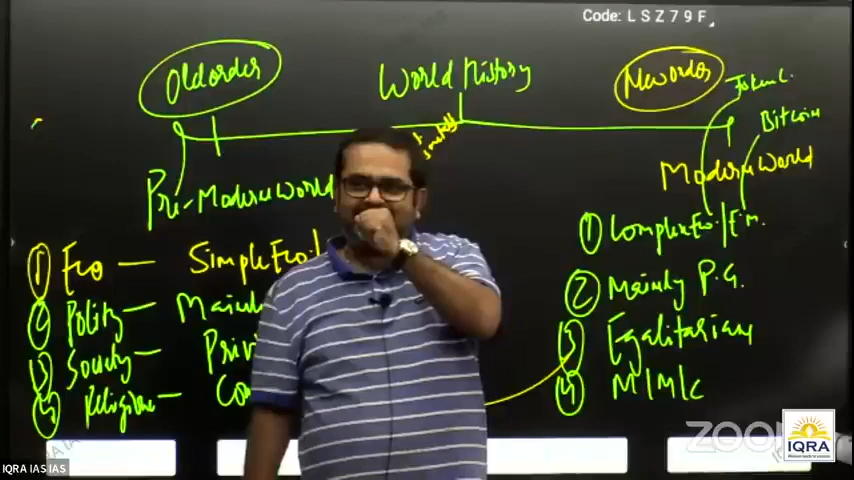 Code: L S Z 7 9 F
Old order
World History
New order
Token C.
Bitcoin
Pre-Modern World
Modern World
① Eco — Simple Eco.
② Polity — Mainly
③ Society — Privi
④ Religion — Co
① Complex Eco. / E.M.
② Mainly P.G.
③ Egalitarian
④ M/M/C
ZOOM
IQRA
IQRA IAS IAS